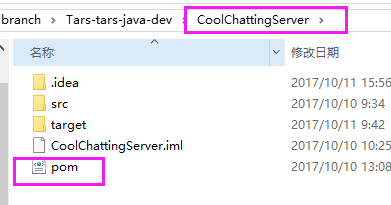 branch › Tars-tars-java-dev › CoolChattingServer ›
名称 修改日期
.idea 2017/10/11 15:56
src 2017/10/10 9:34
target 2017/10/11 9:42
CoolChattingServer.iml 2017/10/10 10:25
pom 2017/10/10 13:08